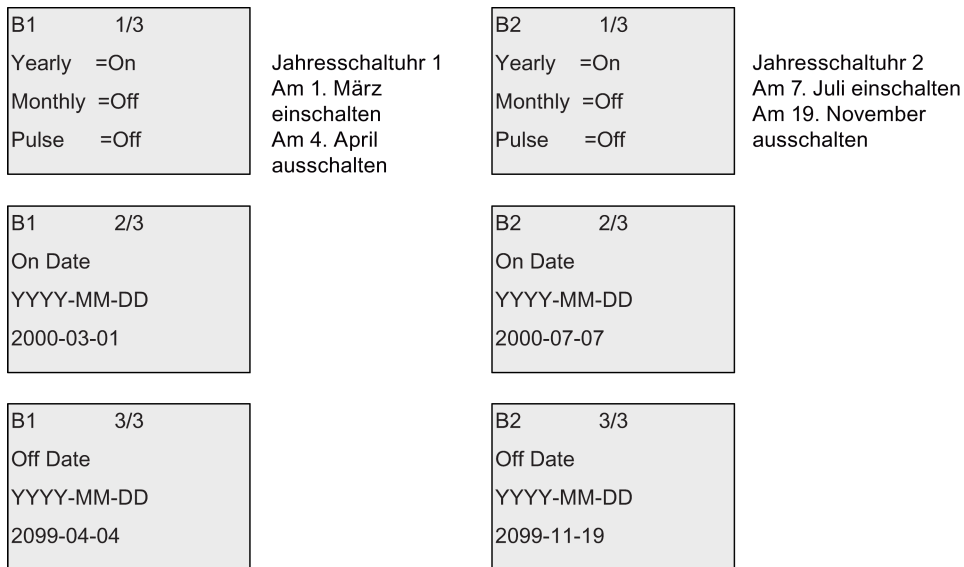 B1 1/3
Yearly =On
Monthly =Off
Pulse =Off
Jahresschaltuhr 1
Am 1. März
einschalten
Am 4. April
ausschalten
B2 1/3
Yearly =On
Monthly =Off
Pulse =Off
Jahresschaltuhr 2
Am 7. Juli einschalten
Am 19. November
ausschalten
B1 2/3
On Date
YYYY-MM-DD
2000-03-01
B2 2/3
On Date
YYYY-MM-DD
2000-07-07
B1 3/3
Off Date
YYYY-MM-DD
2099-04-04
B2 3/3
Off Date
YYYY-MM-DD
2099-11-19